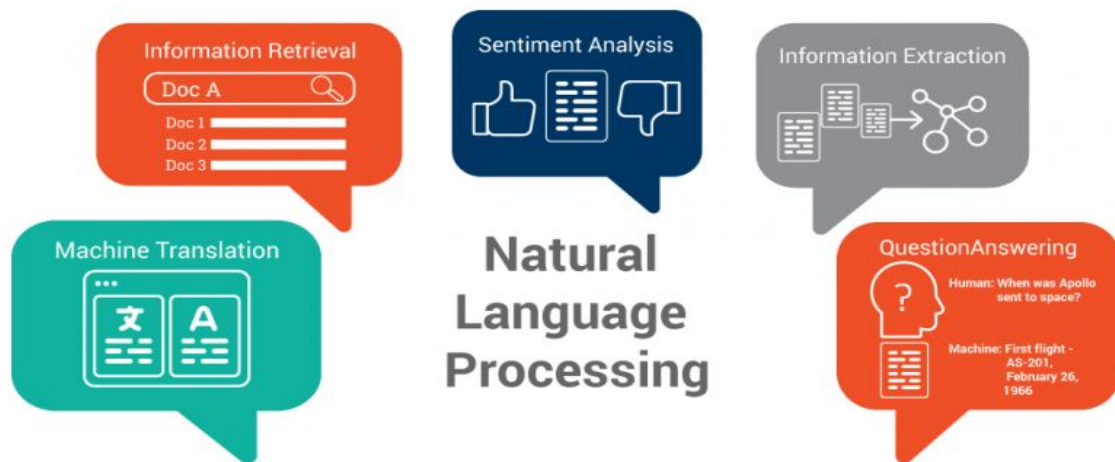 Information Retrieval
Doc A
Doc 1
Doc 2
Doc 3
Sentiment Analysis
Information Extraction
Machine Translation
文 A
Natural
Language
Processing
QuestionAnswering
?
Human: When was Apollo
sent to space?
Machine: First flight -
AS-201,
February 26,
1966